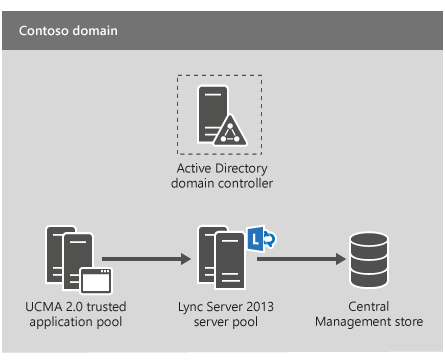 Contoso domain
Active Directory
domain controller
UCMA 2.0 trusted
application pool
Lync Server 2013
server pool
Central
Management store